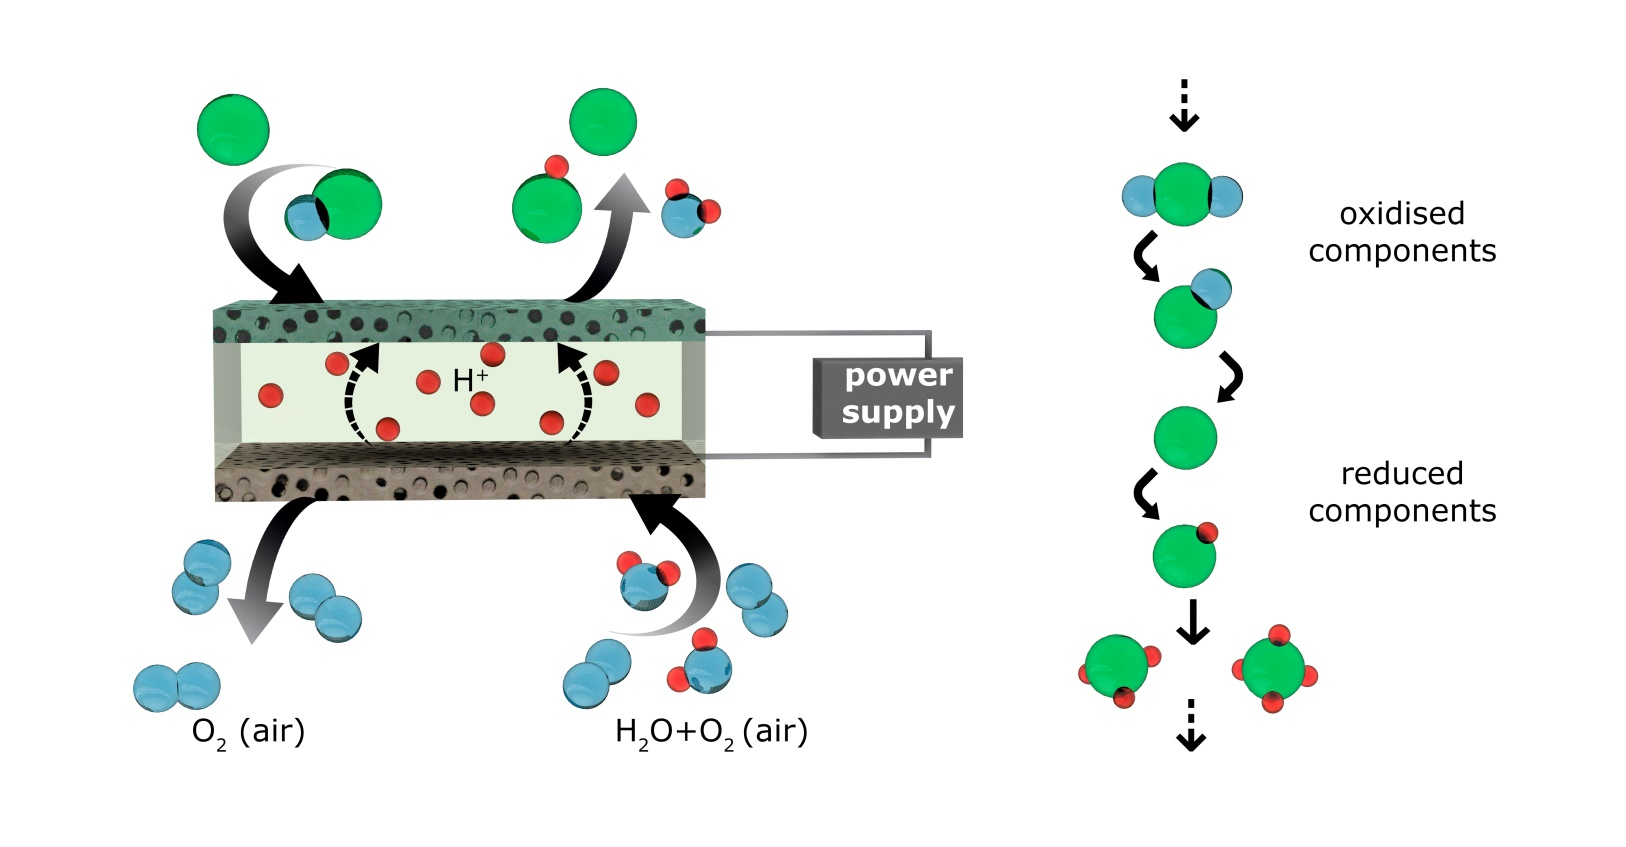 oxidised
components
H⁺
power
supply
reduced
components
O₂ (air)
H₂O+O₂ (air)